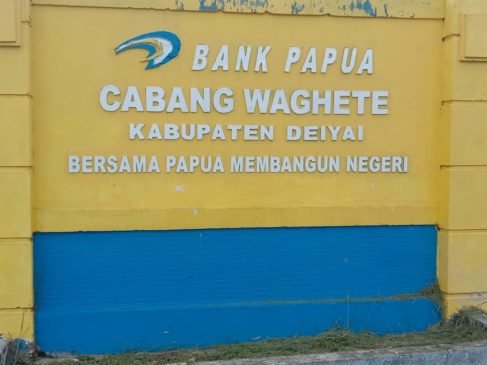 BANK PAPUA
CABANG WAGHETE
KABUPATEN DEIYAI
BERSAMA PAPUA MEMBANGUN NEGERI